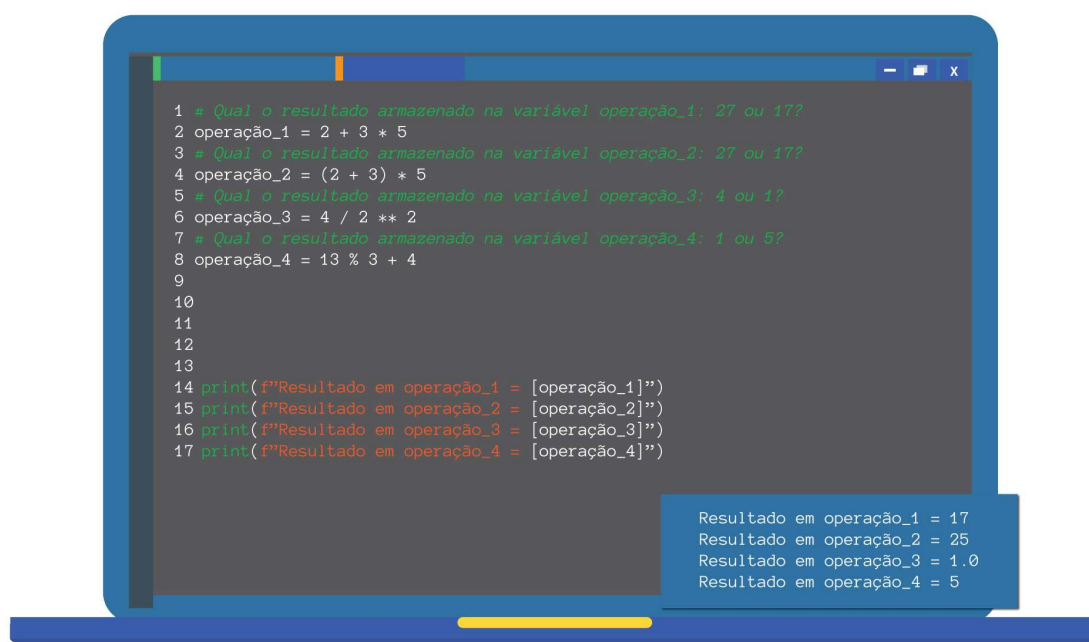 X
1 # Qual o resultado armazenado na variável operação_1: 27 ou 17?
2 operação_1 = 2 + 3 * 5
3 # Qual o resultado armazenado na variável operação_2: 27 ou 17?
4 operação_2 = (2 + 3) * 5
5 # Qual o resultado armazenado na variável operação_3: 4 ou 1?
6 operação_3 = 4 / 2 ** 2
7 # Qual o resultado armazenado na variável operação_4: 1 ou 5?
8 operação_4 = 13 % 3 + 4
9
10
11
12
13
14 print(f”Resultado em operação_1 = [operação_1]”)
15 print(f”Resultado em operação_2 = [operação_2]”)
16 print(f”Resultado em operação_3 = [operação_3]”)
17 print(f”Resultado em operação_4 = [operação_4]”)
Resultado em operação_1 = 17
Resultado em operação_2 = 25
Resultado em operação_3 = 1.0
Resultado em operação_4 = 5